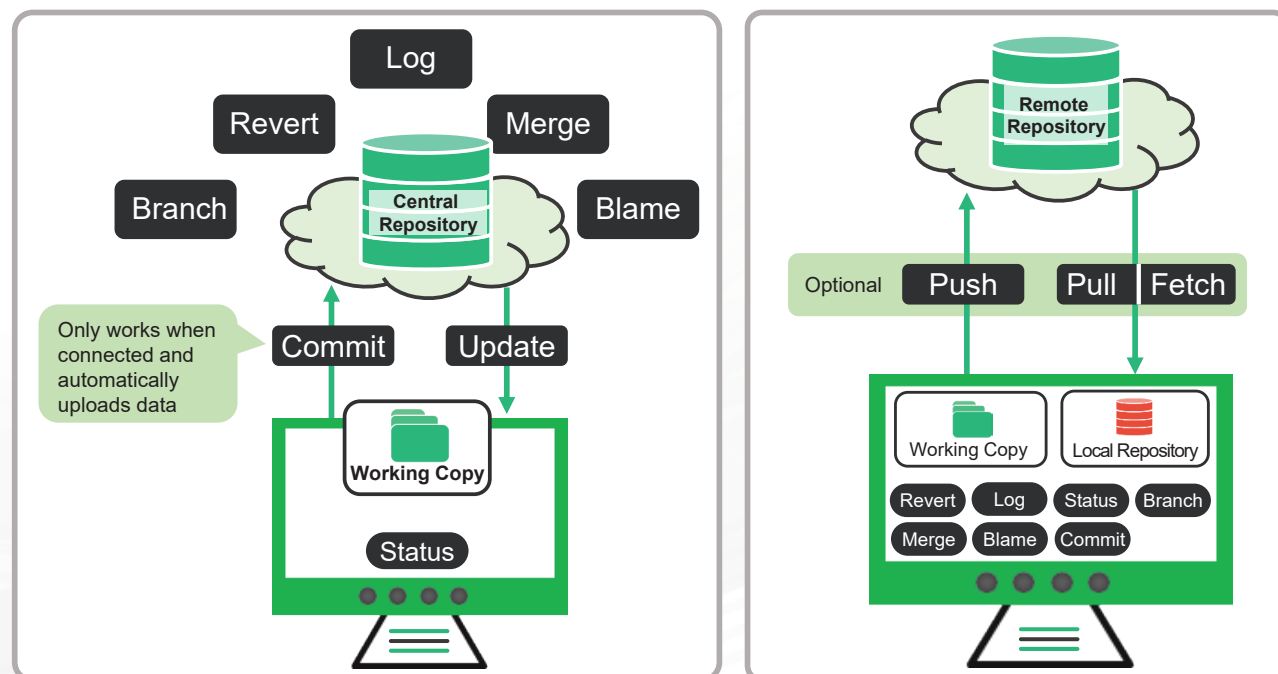 Log
Revert
Merge
Branch
Central
Repository
Blame
Only works when
connected and
automatically
uploads data
Commit
Update
Working Copy
Status
Remote
Repository
Optional
Push
Pull
Fetch
Working Copy
Local Repository
Revert
Log
Status
Branch
Merge
Blame
Commit